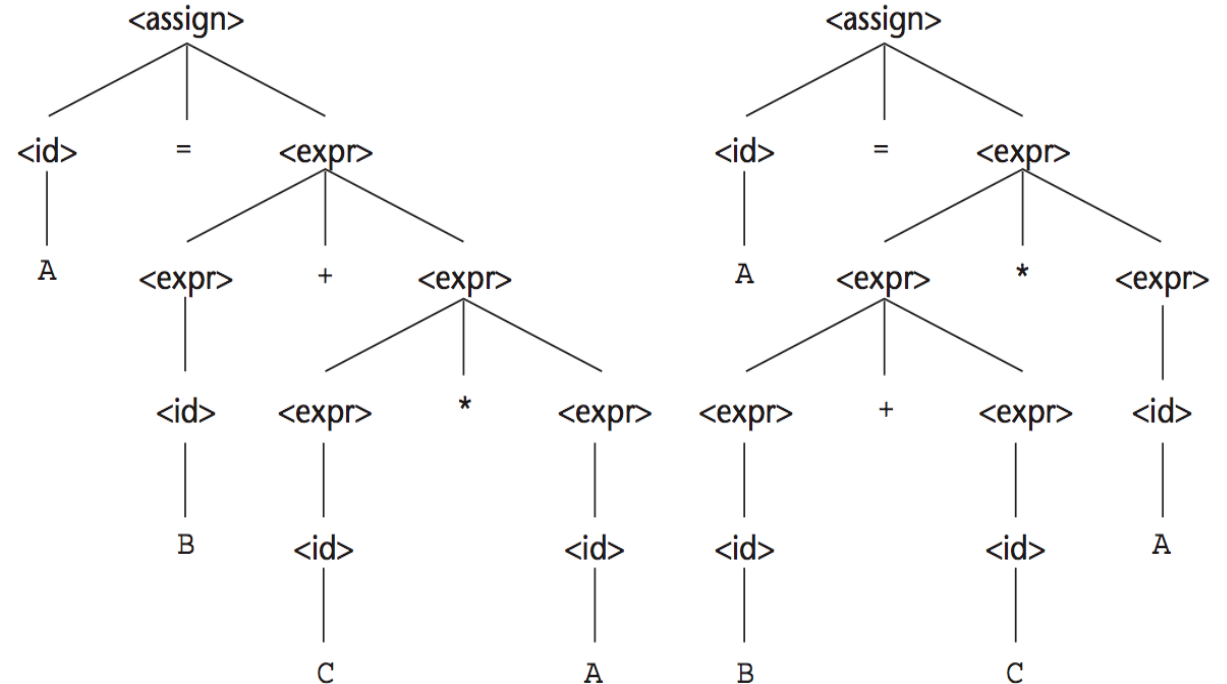 <assign> <assign>
<id> = <expr> <id> = <expr>
A <expr> + <expr> A <expr> * <expr>
<id> <expr> * <expr> <expr> + <expr> <id>
B <id> <id> <id> <id> A
C A B C